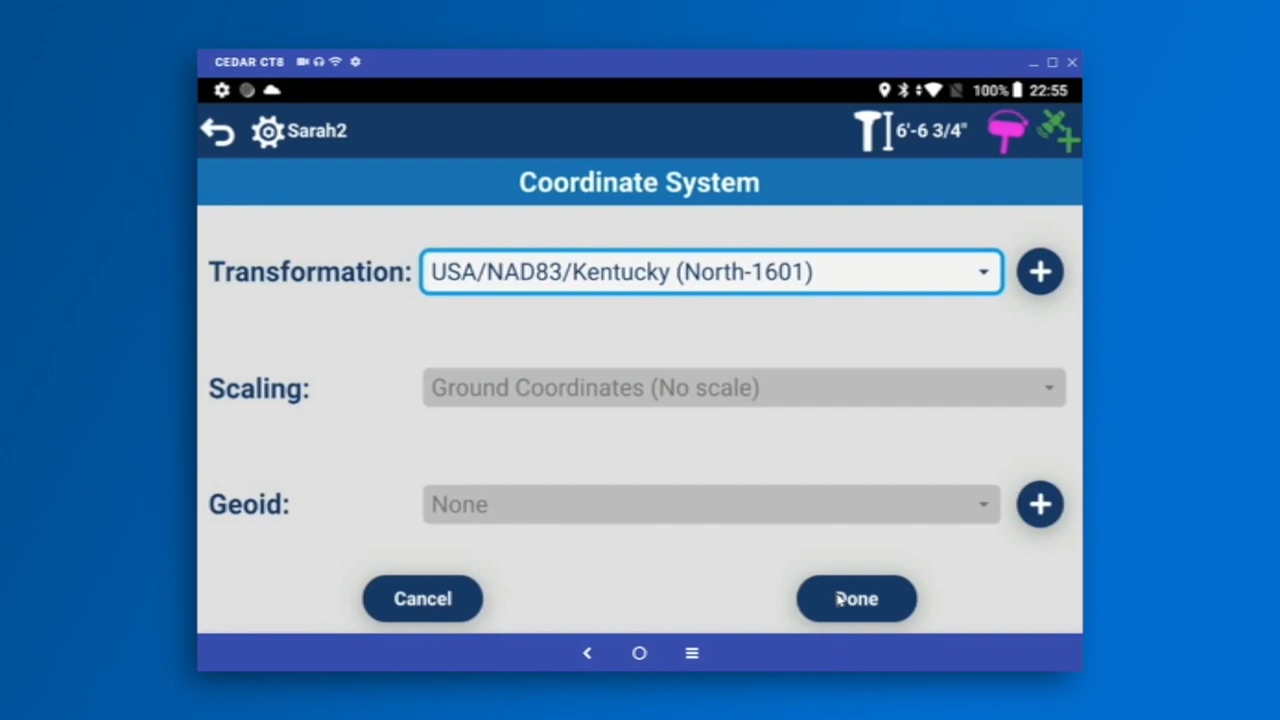 CEDAR CT8
100% 22:55
Sarah2 6'-6 3/4"
Coordinate System
Transformation: USA/NAD83/Kentucky (North-1601)
Scaling: Ground Coordinates (No scale)
Geoid: None
Cancel Done